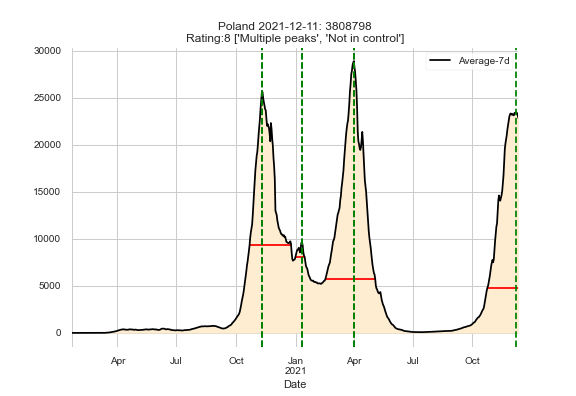 Poland 2021-12-11: 3808798
Rating:8 ['Multiple peaks', 'Not in control']
Average-7d
30000
25000
20000
15000
10000
5000
0
Apr Jul Oct Jan Apr Jul Oct
2021
Date